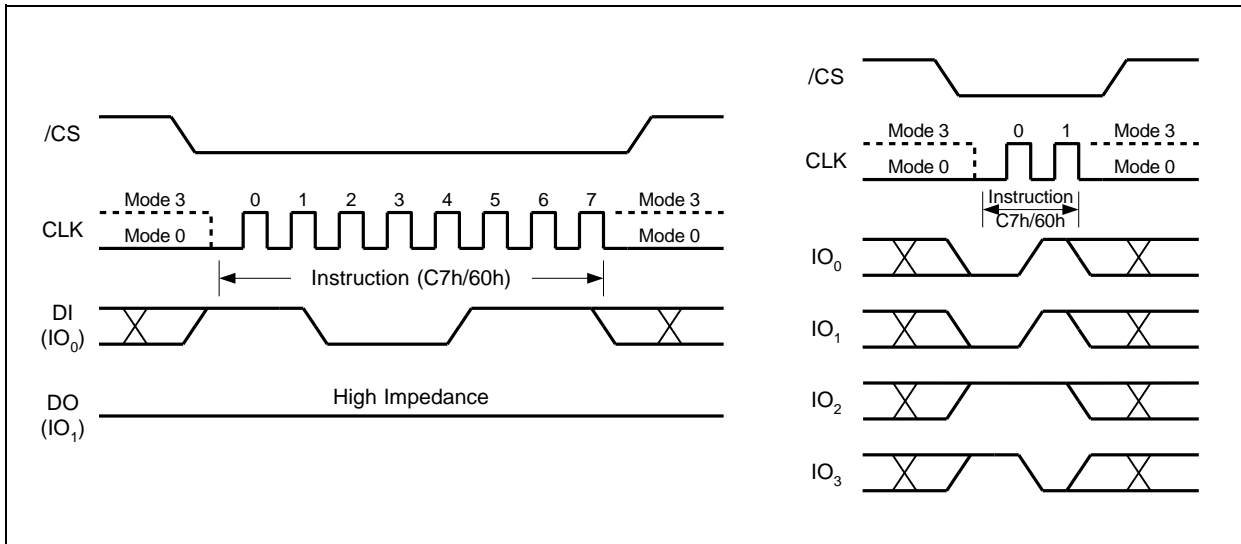 /CS
Mode 3 0 1 2 3 4 5 6 7 Mode 3
CLK Mode 0 Mode 0
Instruction (C7h/60h)
DI
(IO0)
High Impedance
DO
(IO1)
/CS
Mode 3 0 1 Mode 3
CLK Mode 0 Mode 0
Instruction
C7h/60h
IO0
IO1
IO2
IO3